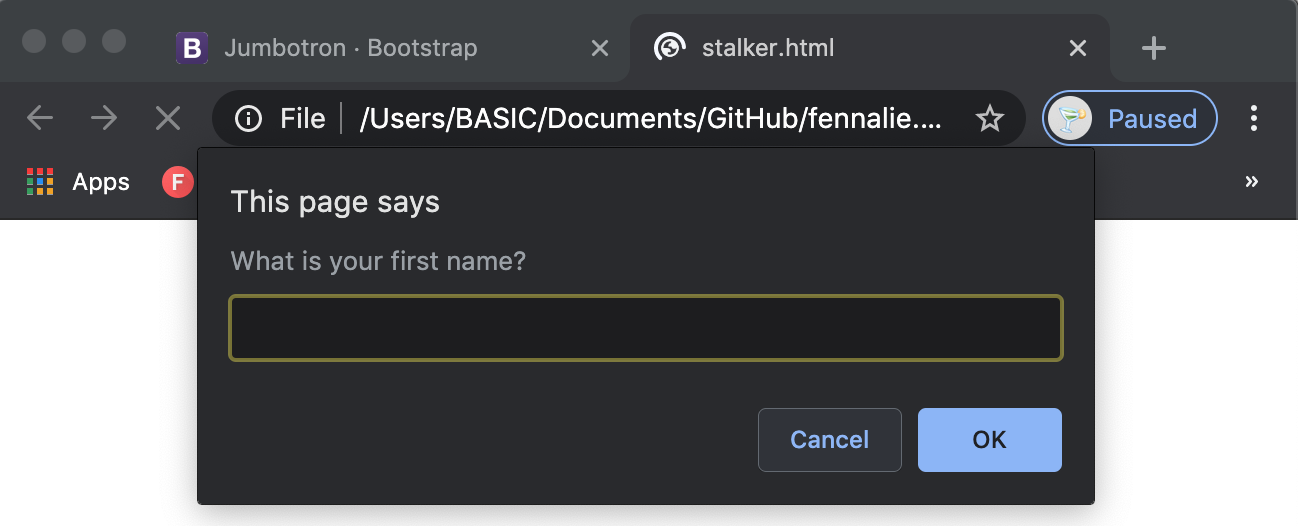 B Jumbotron · Bootstrap stalker.html
File /Users/BASIC/Documents/GitHub/fennalie.... Paused
Apps F »
This page says
What is your first name?
Cancel OK